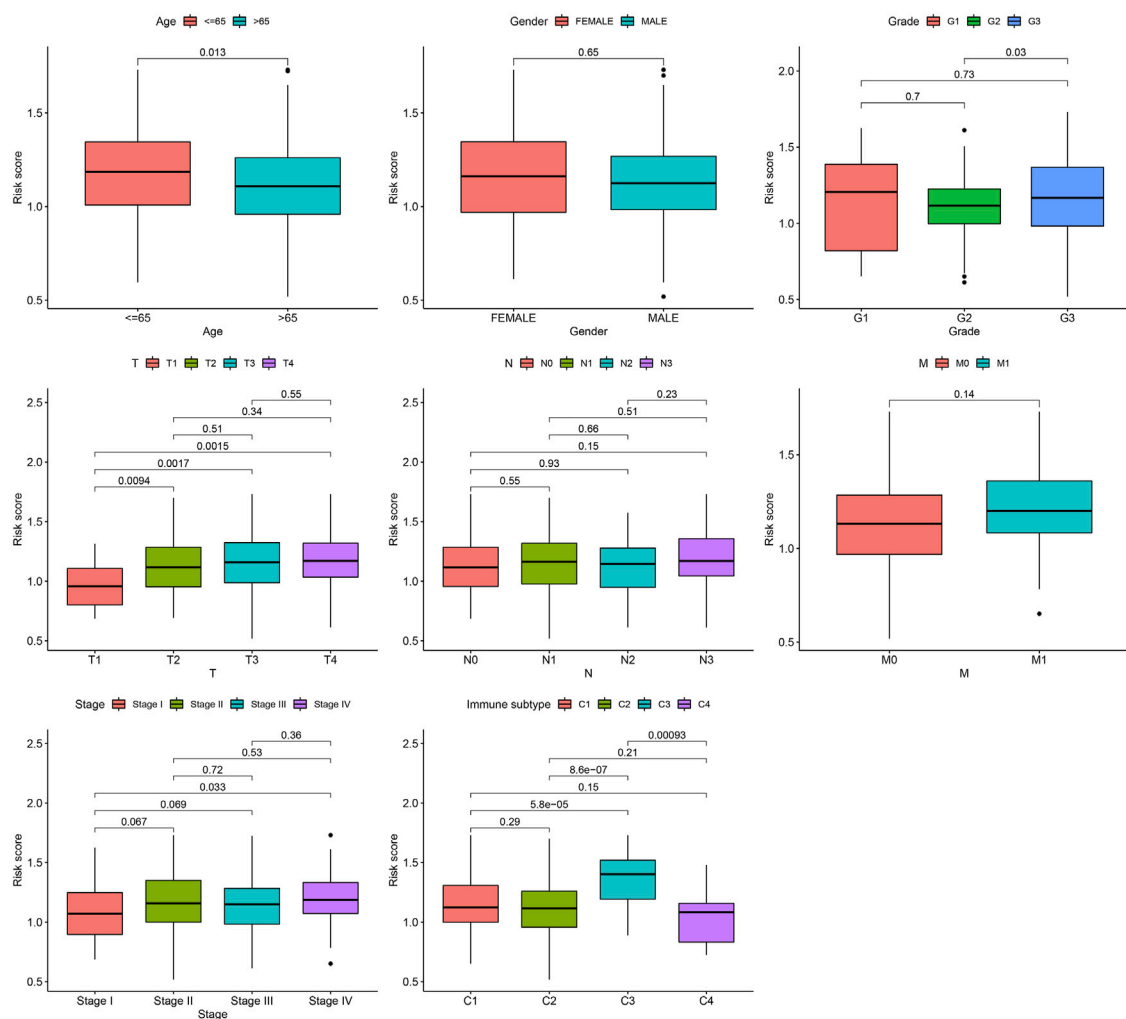 Age <=65 >65
0.013
1.5
1.0
0.5
Risk score
<=65 >65
Age
Gender FEMALE MALE
0.65
1.5
1.0
0.5
Risk score
FEMALE MALE
Gender
Grade G1 G2 G3
0.03
0.73
0.7
2.0
1.5
1.0
0.5
Risk score
G1 G2 G3
Grade
T T1 T2 T3 T4
0.55
0.34
0.51
0.0015
0.0017
0.0094
2.5
2.0
1.5
1.0
0.5
Risk score
T1 T2 T3 T4
T
N N0 N1 N2 N3
0.23
0.51
0.66
0.15
0.93
0.55
2.5
2.0
1.5
1.0
0.5
Risk score
N0 N1 N2 N3
N
M M0 M1
0.14
1.5
1.0
0.5
Risk score
M0 M1
M
Stage Stage I Stage II Stage III Stage IV
0.36
0.53
0.72
0.033
0.069
0.067
2.5
2.0
1.5
1.0
0.5
Risk score
Stage I Stage II Stage III Stage IV
Stage
Immune subtype C1 C2 C3 C4
0.00093
0.21
8.6e−07
0.15
5.8e−05
0.29
2.5
2.0
1.5
1.0
0.5
Risk score
C1 C2 C3 C4